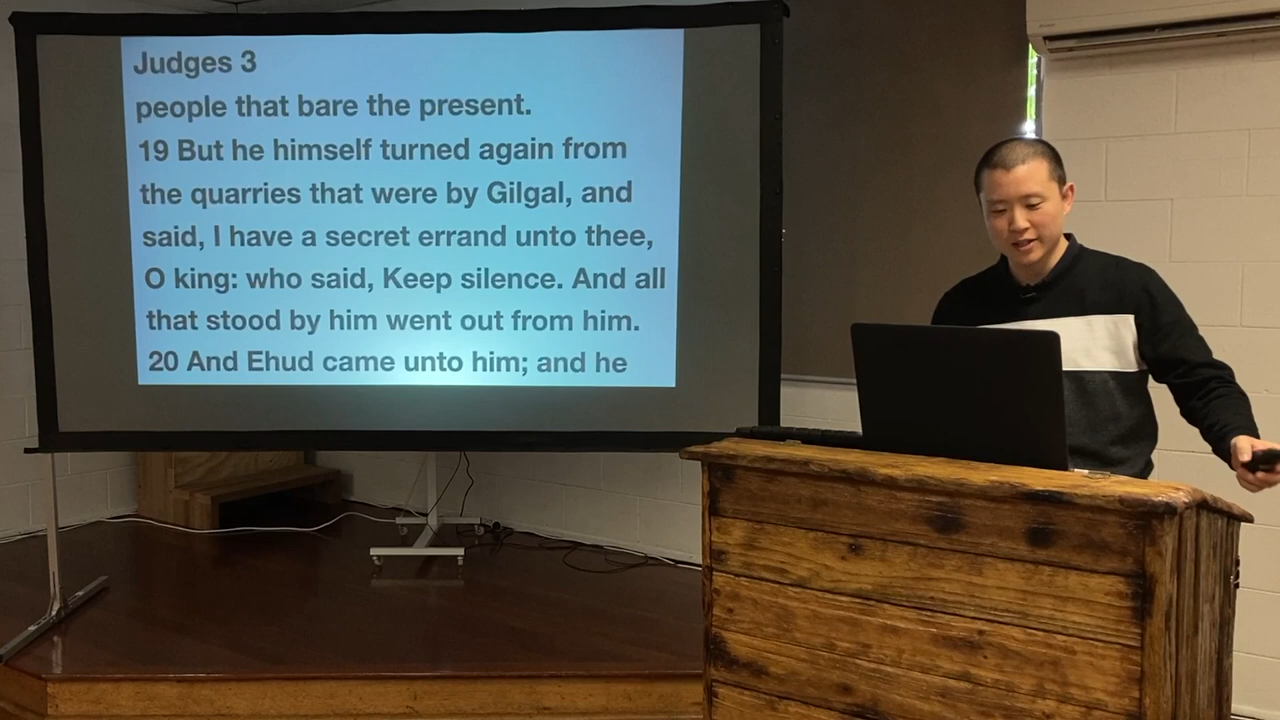 Judges 3
people that bare the present.
19 But he himself turned again from
the quarries that were by Gilgal, and
said, I have a secret errand unto thee,
O king: who said, Keep silence. And all
that stood by him went out from him.
20 And Ehud came unto him; and he